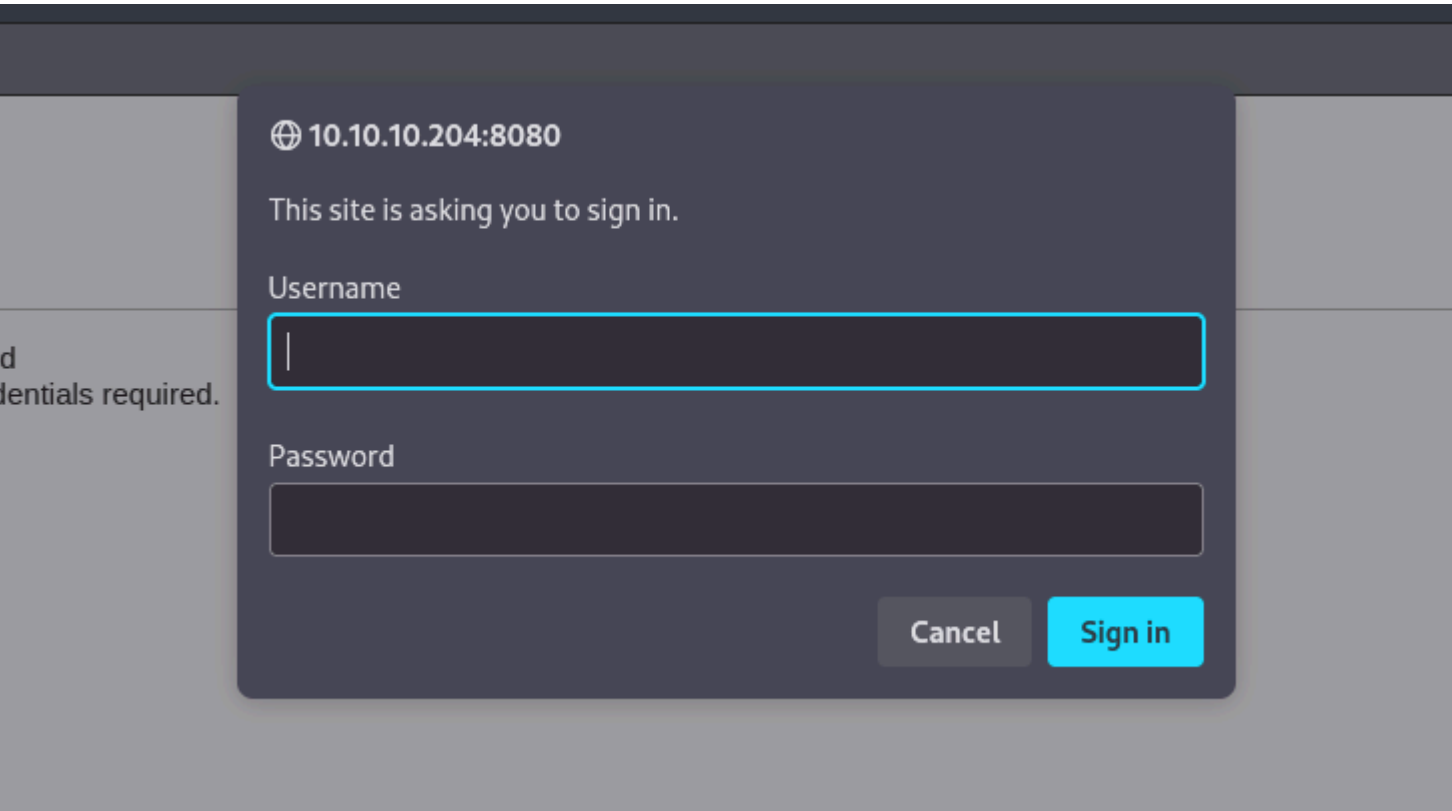 10.10.10.204:8080
This site is asking you to sign in.
Username
d
dentials required.
Password
Cancel
Sign in